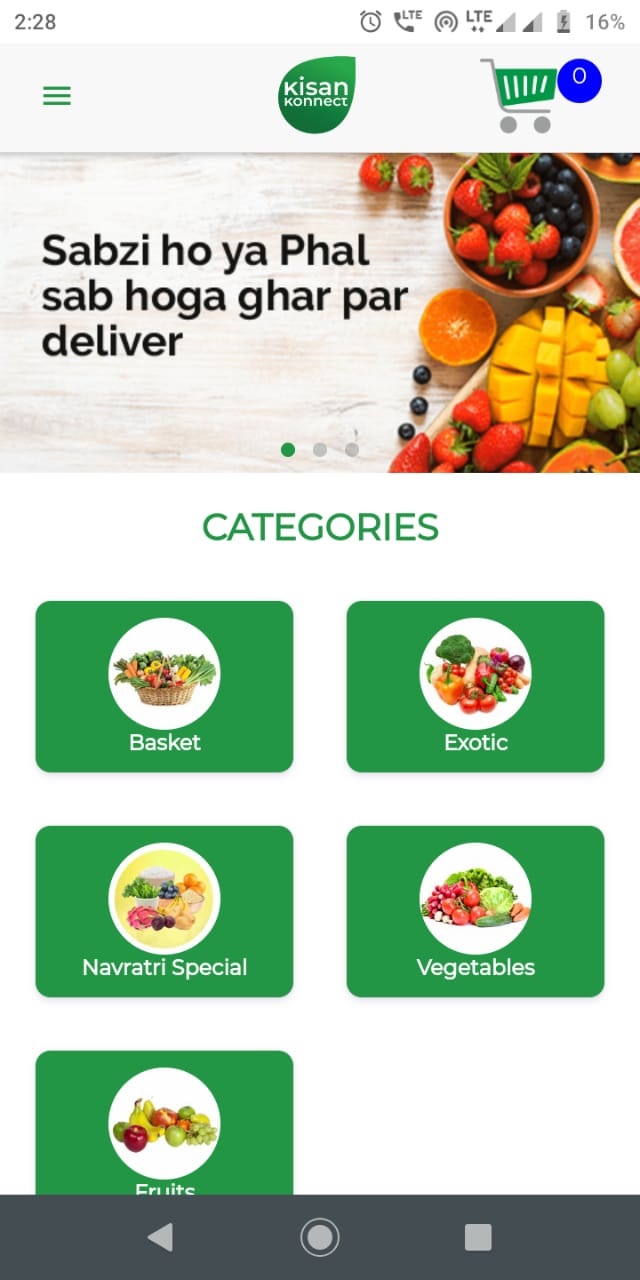 2:28
LTE
LTE
16%
kisan
konnect
0
Sabzi ho ya Phal
sab hoga ghar par
deliver
CATEGORIES
Basket
Exotic
Navratri Special
Vegetables
Fruits